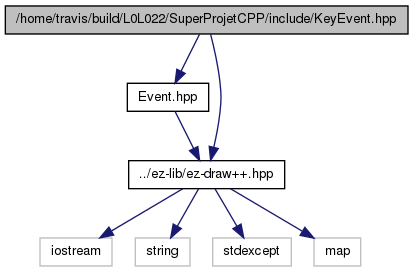 /home/travis/build/L0L022/SuperProjetCPP/include/KeyEvent.hpp
Event.hpp
../ez-lib/ez-draw++.hpp
iostream
string
stdexcept
map